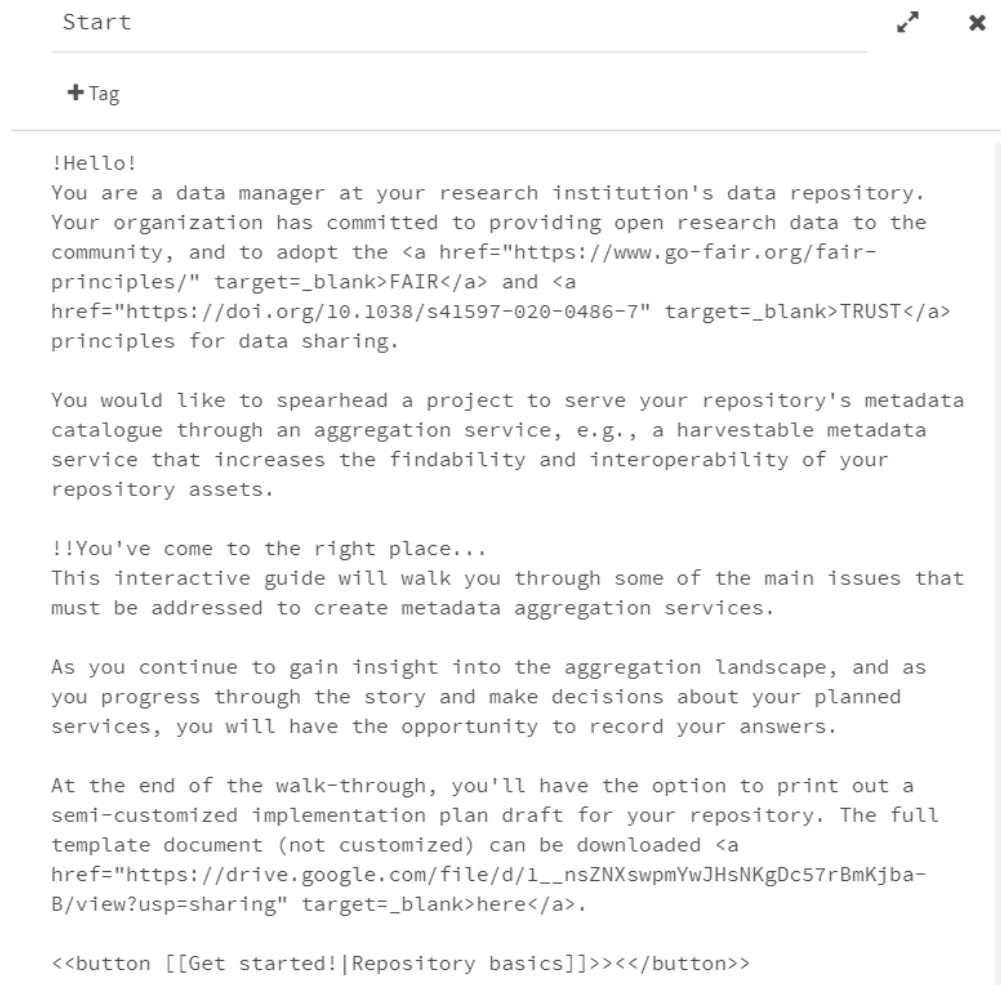 Start
+ Tag
!Hello!
You are a data manager at your research institution's data repository.
Your organization has committed to providing open research data to the
community, and to adopt the <a href="https://www.go-fair.org/fair-
principles/" target=_blank>FAIR</a> and <a
href="https://doi.org/10.1038/s41597-020-0486-7" target=_blank>TRUST</a>
principles for data sharing.
You would like to spearhead a project to serve your repository's metadata
catalogue through an aggregation service, e.g., a harvestable metadata
service that increases the findability and interoperability of your
repository assets.
!!You've come to the right place...
This interactive guide will walk you through some of the main issues that
must be addressed to create metadata aggregation services.
As you continue to gain insight into the aggregation landscape, and as
you progress through the story and make decisions about your planned
services, you will have the opportunity to record your answers.
At the end of the walk-through, you'll have the option to print out a
semi-customized implementation plan draft for your repository. The full
template document (not customized) can be downloaded <a
href="https://drive.google.com/file/d/1__nsZNXswpmYwJHsNKgDc57rBmKjba-
B/view?usp=sharing" target=_blank>here</a>.
<<button [[Get started!|Repository basics]]>><</button>>